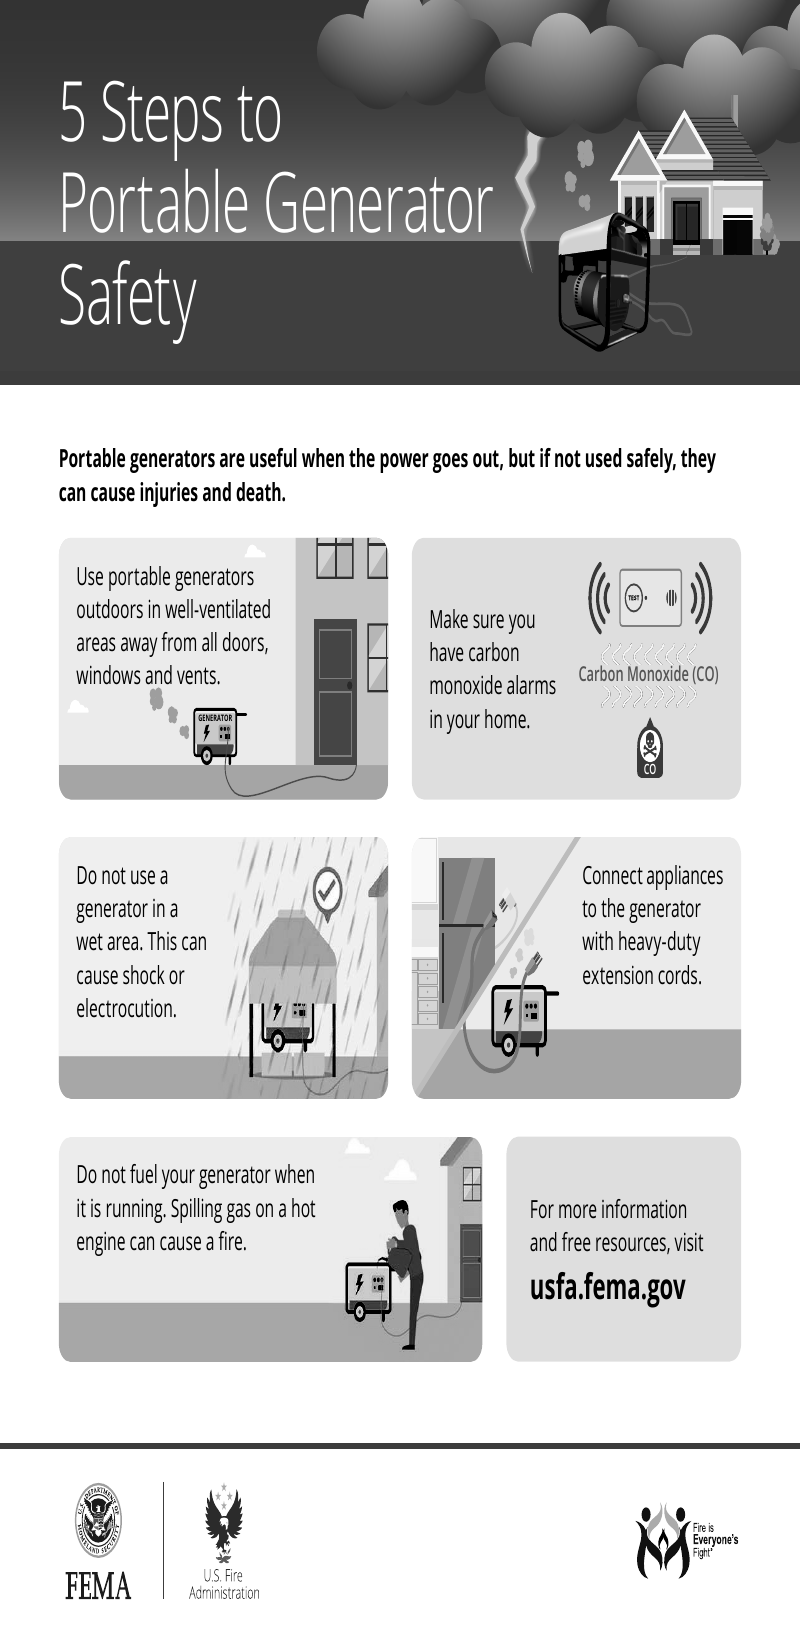 5 Steps to
Portable Generator
Safety
Portable generators are useful when the power goes out, but if not used safely, they
can cause injuries and death.
Use portable generators
outdoors in well-ventilated
areas away from all doors,
windows and vents.
GENERATOR
Make sure you
have carbon
monoxide alarms
in your home.
TEST
Carbon Monoxide (CO)
CO
Do not use a
generator in a
wet area. This can
cause shock or
electrocution.
Connect appliances
to the generator
with heavy-duty
extension cords.
Do not fuel your generator when
it is running. Spilling gas on a hot
engine can cause a fire.
For more information
and free resources, visit
usfa.fema.gov
U.S. DEPARTMENT OF
HOMELAND SECURITY
FEMA
U.S. Fire
Administration
Fire is
Everyone's
Fight